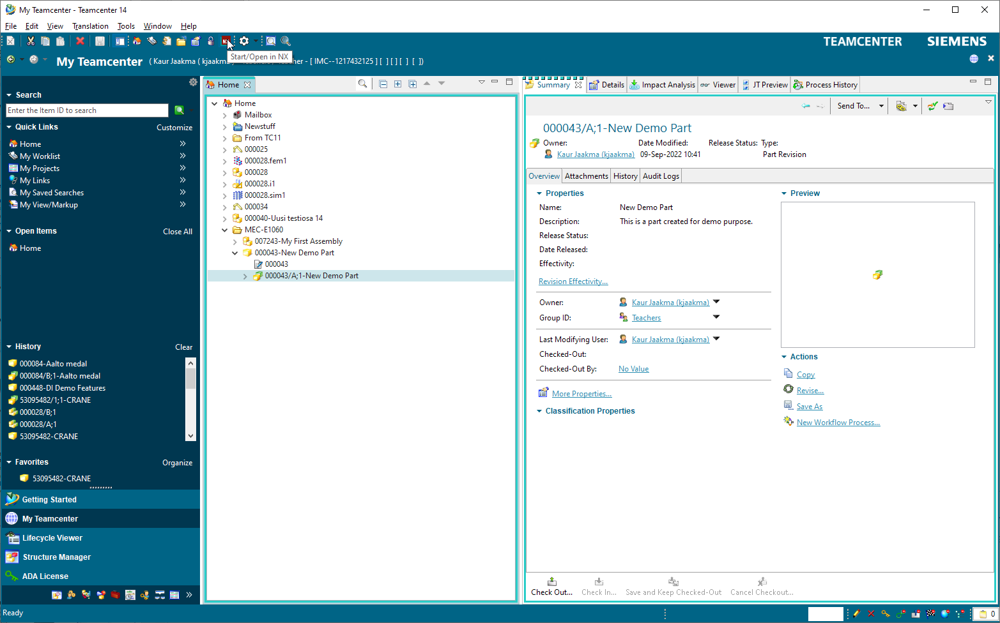 My Teamcenter - Teamcenter 14
File Edit View Translation Tools Window Help
TEAMCENTER SIEMENS
Start/Open in NX
My Teamcenter ( Kaur Jaakma ( kjaakm - [ IMC--1217432125 ] [ ] [ ] [ ] [ ])
Search
Enter the Item ID to search
Quick Links Customize
Home
My Worklist
My Projects
My Links
My Saved Searches
My View/Markup
Open Items Close All
Home
History Clear
000084-Aalto medal
000084/B;1-Aalto medal
000448-DI Demo Features
53095482/1;1-CRANE
000028/B;1
000028/A;1
53095482-CRANE
Favorites Organize
53095482-CRANE
Getting Started
My Teamcenter
Lifecycle Viewer
Structure Manager
ADA License
Home
Home
Mailbox
Newstuff
From TC11
000025
000028.fem1
000028
000028.i1
000028.sim1
000034
000040-Uusi testiosa 14
MEC-E1060
007243-My First Assembly
000043-New Demo Part
000043
000043/A;1-New Demo Part
Summary Details Impact Analysis Viewer JT Preview Process History
Send To...
000043/A;1-New Demo Part
Owner: Date Modified: Release Status: Type:
Kaur Jaakma (kjaakma) 09-Sep-2022 10:41 Part Revision
Overview Attachments History Audit Logs
Properties
Name: New Demo Part
Description: This is a part created for demo purpose.
Release Status:
Date Released:
Effectivity:
Revision Effectivity...
Owner: Kaur Jaakma (kjaakma)
Group ID: Teachers
Last Modifying User: Kaur Jaakma (kjaakma)
Checked-Out:
Checked-Out By: No Value
More Properties...
Classification Properties
Preview
Actions
Copy
Revise...
Save As
New Workflow Process...
Check Out... Check In... Save and Keep Checked-Out Cancel Checkout...
Ready
0